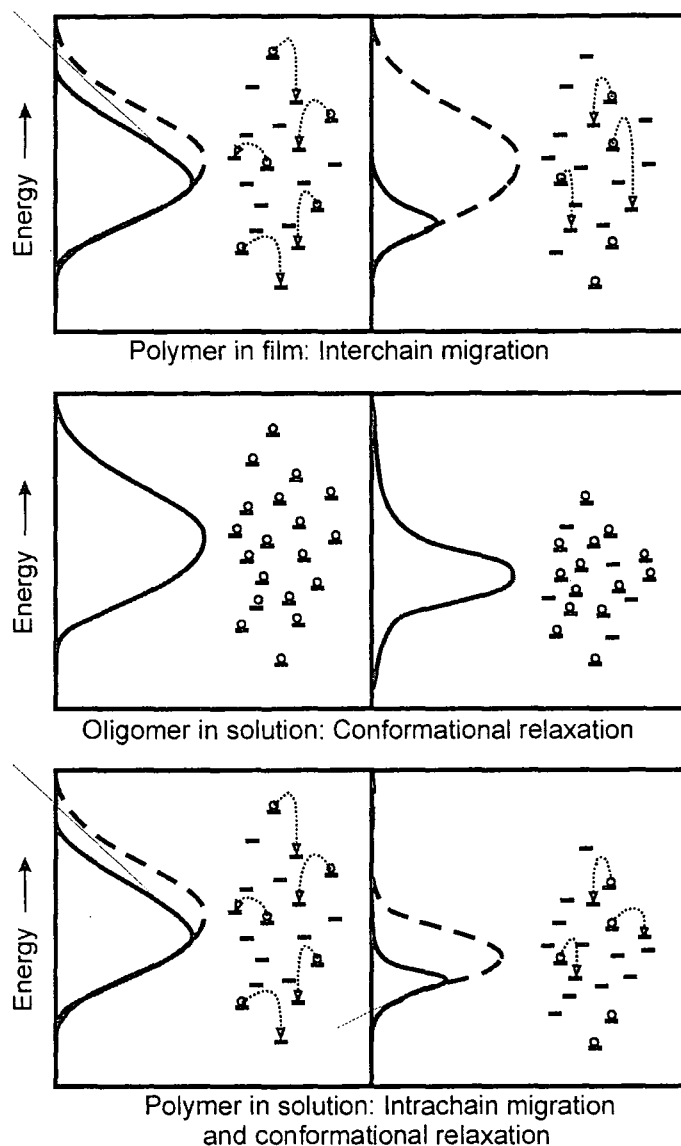 Energy
Polymer in film: Interchain migration
Energy
Oligomer in solution: Conformational relaxation
Energy
Polymer in solution: Intrachain migration
and conformational relaxation